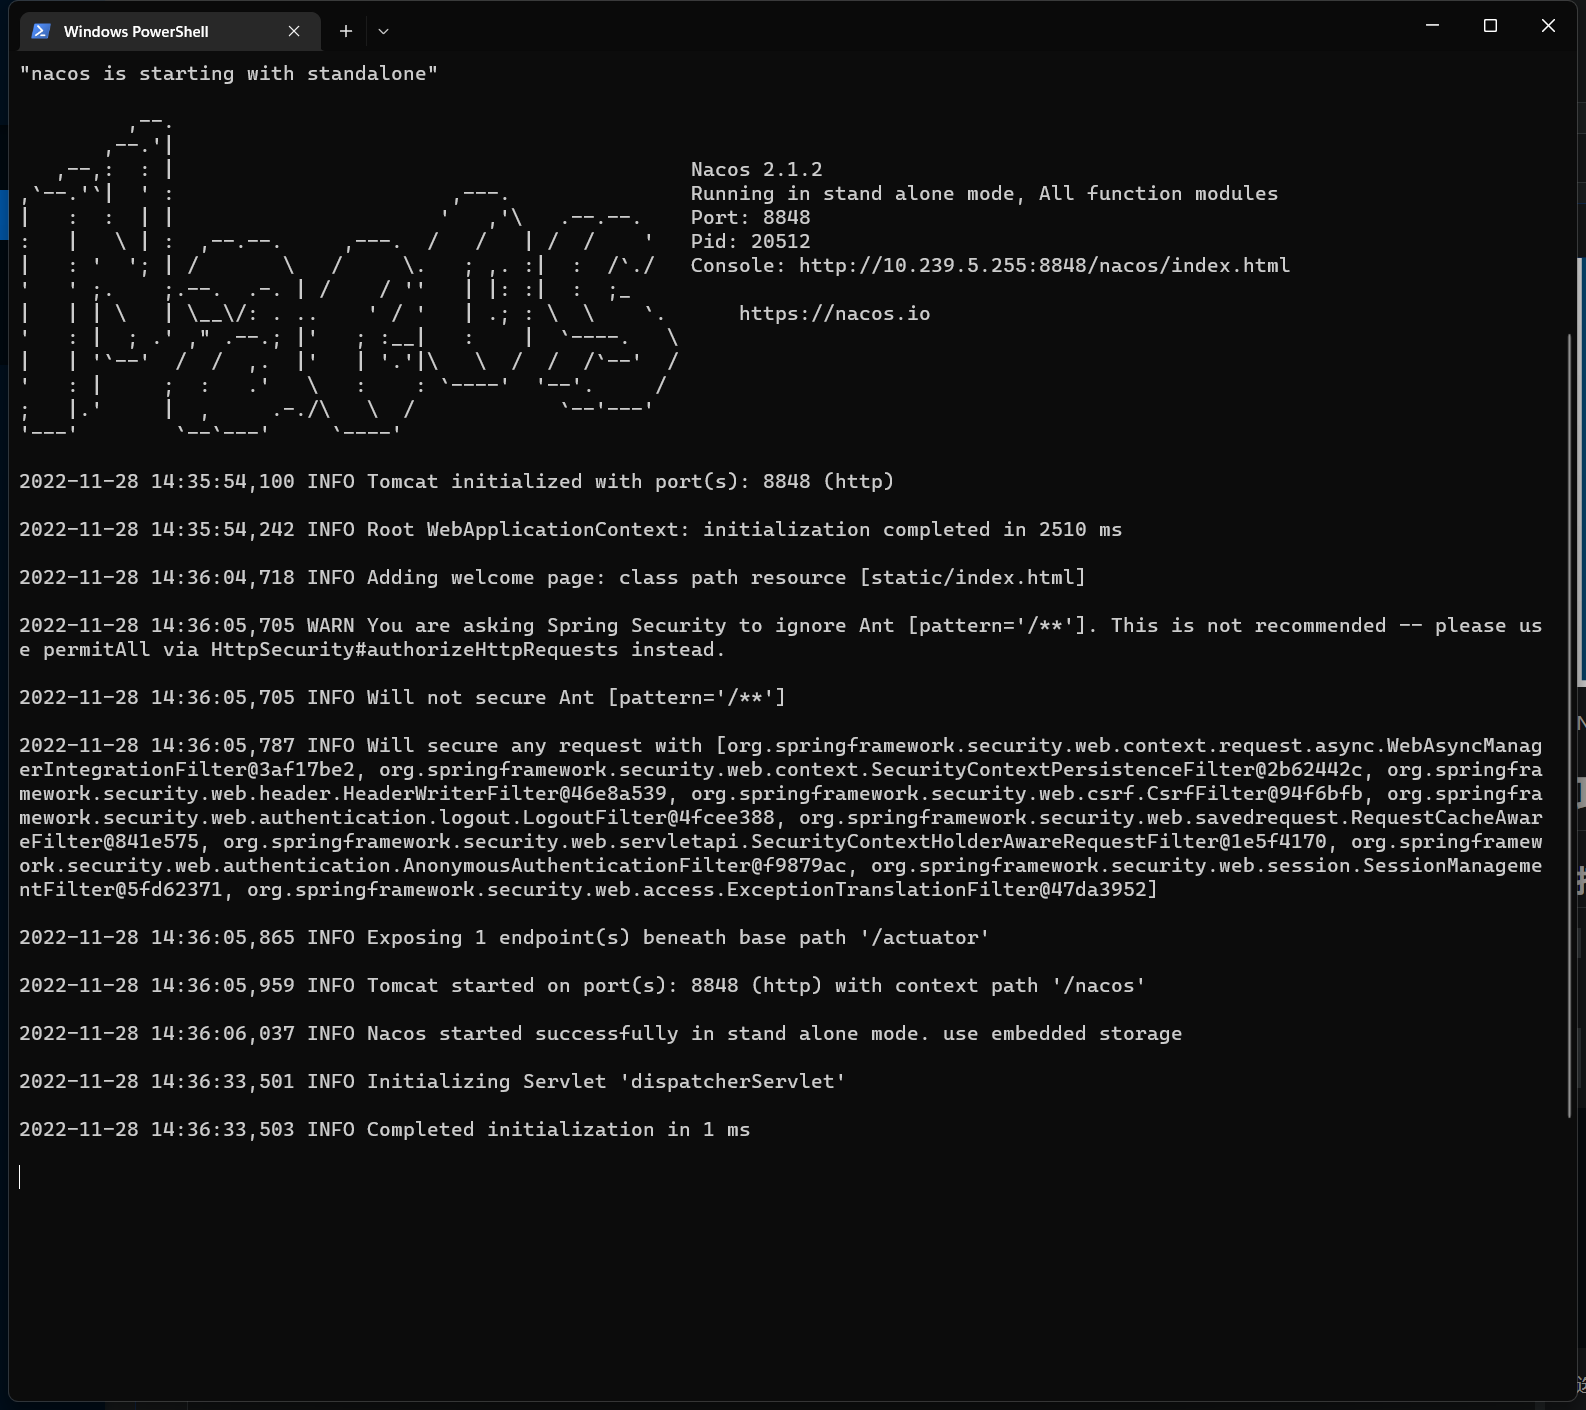 Windows PowerShell
"nacos is starting with standalone"
Nacos 2.1.2
Running in stand alone mode, All function modules
Port: 8848
Pid: 20512
Console: http://10.239.5.255:8848/nacos/index.html
https://nacos.io
2022-11-28 14:35:54,100 INFO Tomcat initialized with port(s): 8848 (http)
2022-11-28 14:35:54,242 INFO Root WebApplicationContext: initialization completed in 2510 ms
2022-11-28 14:36:04,718 INFO Adding welcome page: class path resource [static/index.html]
2022-11-28 14:36:05,705 WARN You are asking Spring Security to ignore Ant [pattern='/**']. This is not recommended -- please us
e permitAll via HttpSecurity#authorizeHttpRequests instead.
2022-11-28 14:36:05,705 INFO Will not secure Ant [pattern='/**']
2022-11-28 14:36:05,787 INFO Will secure any request with [org.springframework.security.web.context.request.async.WebAsyncManag
erIntegrationFilter@3af17be2, org.springframework.security.web.context.SecurityContextPersistenceFilter@2b62442c, org.springfra
mework.security.web.header.HeaderWriterFilter@46e8a539, org.springframework.security.web.csrf.CsrfFilter@94f6bfb, org.springfra
mework.security.web.authentication.logout.LogoutFilter@4fcee388, org.springframework.security.web.savedrequest.RequestCacheAwar
eFilter@841e575, org.springframework.security.web.servletapi.SecurityContextHolderAwareRequestFilter@1e5f4170, org.springframew
ork.security.web.authentication.AnonymousAuthenticationFilter@f9879ac, org.springframework.security.web.session.SessionManageme
ntFilter@5fd62371, org.springframework.security.web.access.ExceptionTranslationFilter@47da3952]
2022-11-28 14:36:05,865 INFO Exposing 1 endpoint(s) beneath base path '/actuator'
2022-11-28 14:36:05,959 INFO Tomcat started on port(s): 8848 (http) with context path '/nacos'
2022-11-28 14:36:06,037 INFO Nacos started successfully in stand alone mode. use embedded storage
2022-11-28 14:36:33,501 INFO Initializing Servlet 'dispatcherServlet'
2022-11-28 14:36:33,503 INFO Completed initialization in 1 ms